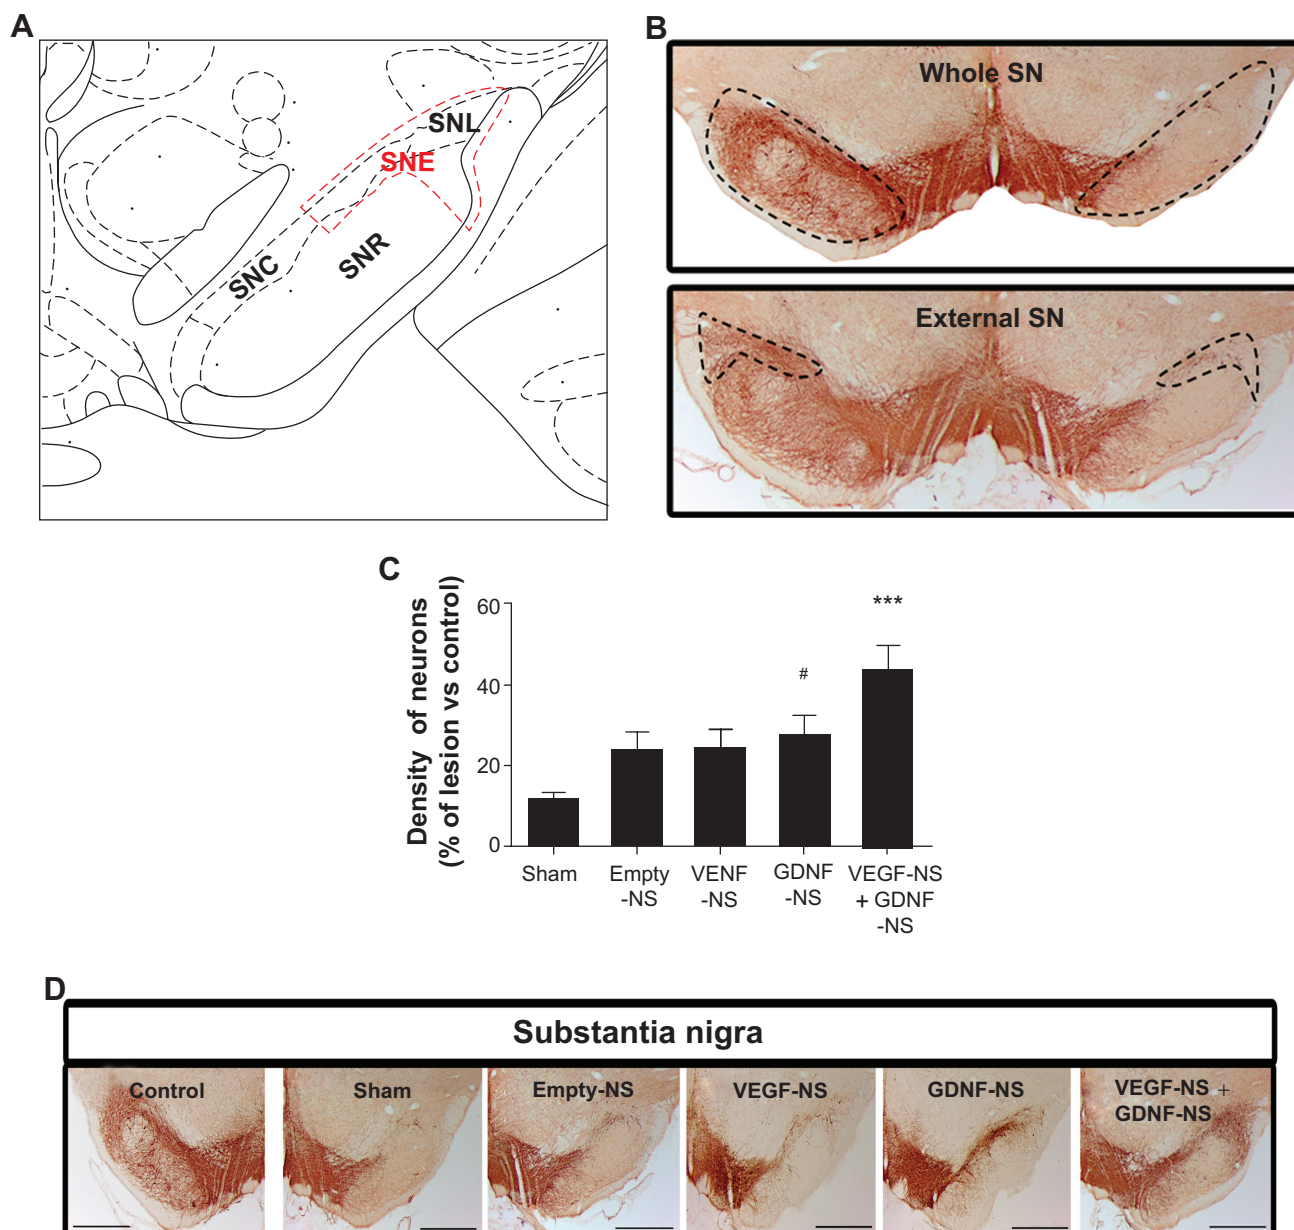 A
SNL
SNE
SNR
SNC
B
Whole SN
External SN
C
Density of neurons
(% of lesion vs control)
60
40
20
0
#
***
Sham
Empty
-NS
VENF
-NS
GDNF
-NS
VEGF-NS
+ GDNF
-NS
D
Substantia nigra
Control
Sham
Empty-NS
VEGF-NS
GDNF-NS
VEGF-NS +
GDNF-NS